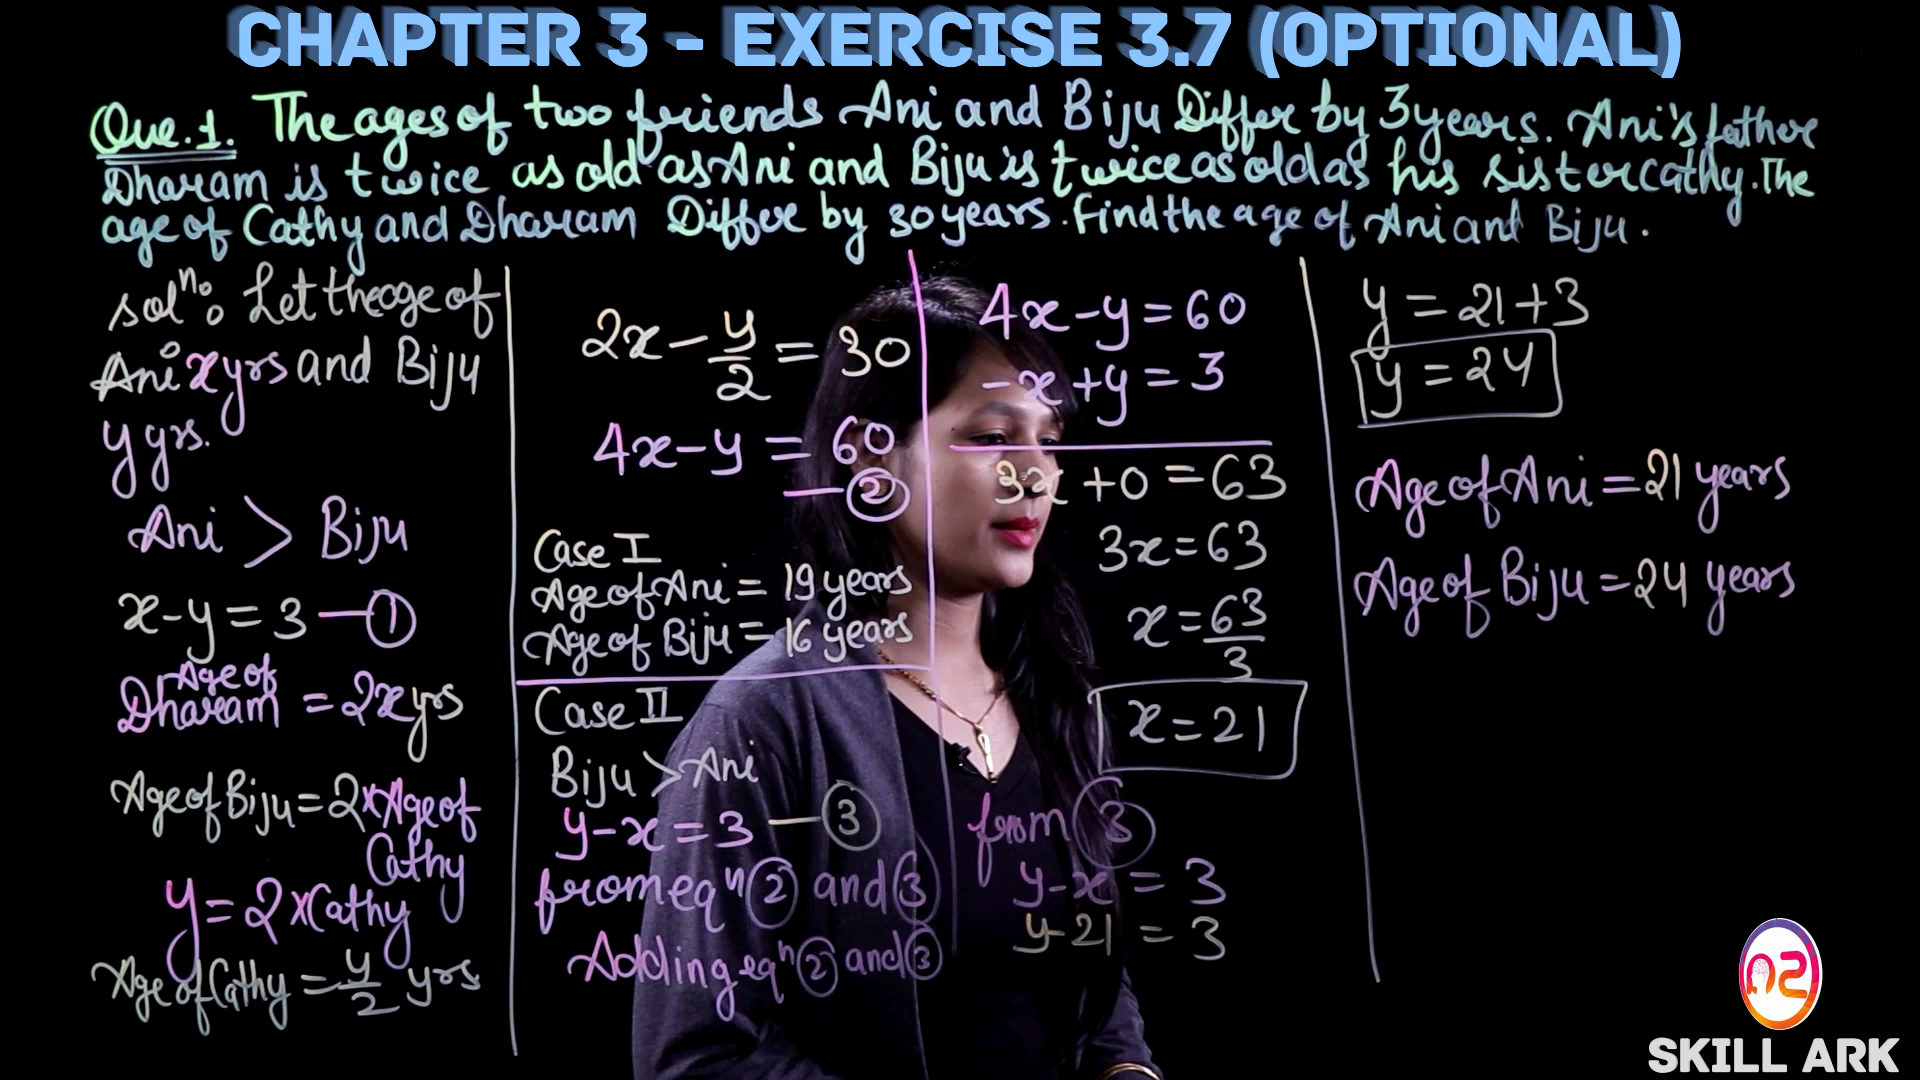 CHAPTER 3 - EXERCISE 3.7 (OPTIONAL)
Que.1. The ages of two friends Ani and Biju Differ by 3 years. Ani's father
Dharam is twice as old as Ani and Biju is twice as old as his sister Cathy. The
age of Cathy and Dharam Differ by 30 years. Find the age of Ani and Biju.
solⁿ: Let the age of
Ani x yrs and Biju
y yrs.
Ani > Biju
x-y = 3 — ①
Age of
Dharam = 2x yrs
Age of Biju = 2 x Age of
Cathy
y = 2 x Cathy
Age of Cathy = y/2 yrs
2x - y/2 = 30
4x - y = 60
— ②
Case I
Age of Ani = 19 years
Age of Biju = 16 years
Case II
Biju > Ani
y - x = 3 — ③
from eqⁿ ② and ③
Adding eqⁿ ② and ③
4x - y = 60
-x + y = 3
3x + 0 = 63
3x = 63
x = 63/3
x = 21
from ③
y - x = 3
y - 21 = 3
y = 21 + 3
y = 24
Age of Ani = 21 years
Age of Biju = 24 years
SKILL ARK